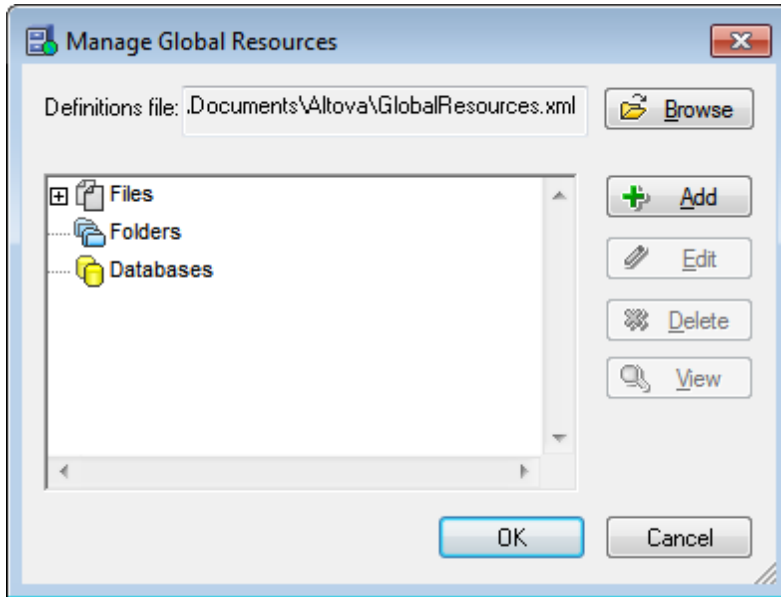 Manage Global Resources
Definitions file: .Documents\Altova\GlobalResources.xml Browse
Files
Folders
Databases
Add
Edit
Delete
View
OK Cancel